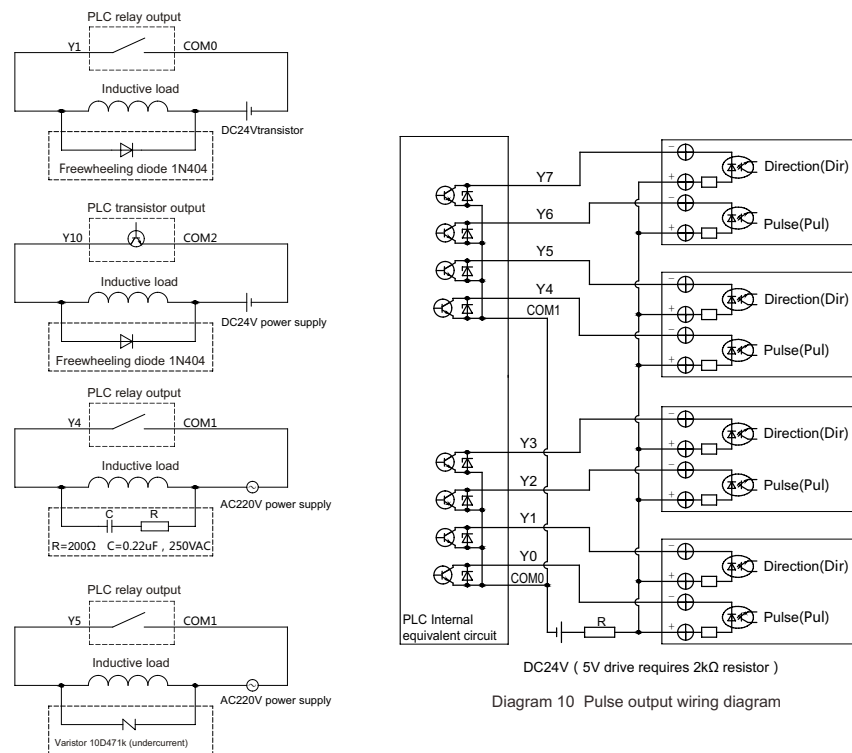 PLC relay output
Y1 COM0
Inductive load
DC24Vtransistor
Freewheeling diode 1N404
PLC transistor output
Y10 COM2
Inductive load
DC24V power supply
Freewheeling diode 1N404
PLC relay output
Y4 COM1
Inductive load
AC220V power supply
C R
R=200Ω C=0.22uF , 250VAC
PLC relay output
Y5 COM1
Inductive load
AC220V power supply
Varistor 10D471k (undercurrent)
Y7
Y6
Y5
Y4
COM1
Y3
Y2
Y1
Y0
COM0
PLC Internal
equivalent circuit
R
− Direction(Dir)
+
− Pulse(Pul)
+
− Direction(Dir)
+
− Pulse(Pul)
+
− Direction(Dir)
+
− Pulse(Pul)
+
− Direction(Dir)
+
− Pulse(Pul)
+
DC24V ( 5V drive requires 2kΩ resistor )
Diagram 10 Pulse output wiring diagram